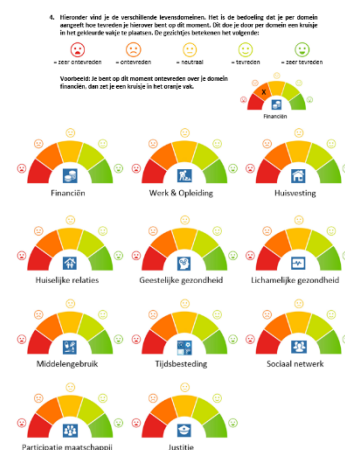 4. Hieronder vind je de verschillende levensdomeinen. Het is de bedoeling dat je per domein
aangeeft hoe tevreden je hierover bent op dit moment. Dit doe je door per domein een kruisje
in het gekleurde vakje te plaatsen. De gezichtjes betekenen het volgende:
= zeer ontevreden = ontevreden = neutraal = tevreden = zeer tevreden
Voorbeeld: Je bent op dit moment ontevreden over je domein
financiën, dan zet je een kruisje in het oranje vak.
X
Financiën
Financiën Werk & Opleiding Huisvesting
Huiselijke relaties Geestelijke gezondheid Lichamelijke gezondheid
Middelengebruik Tijdsbesteding Sociaal netwerk
Participatie maatschappij Justitie